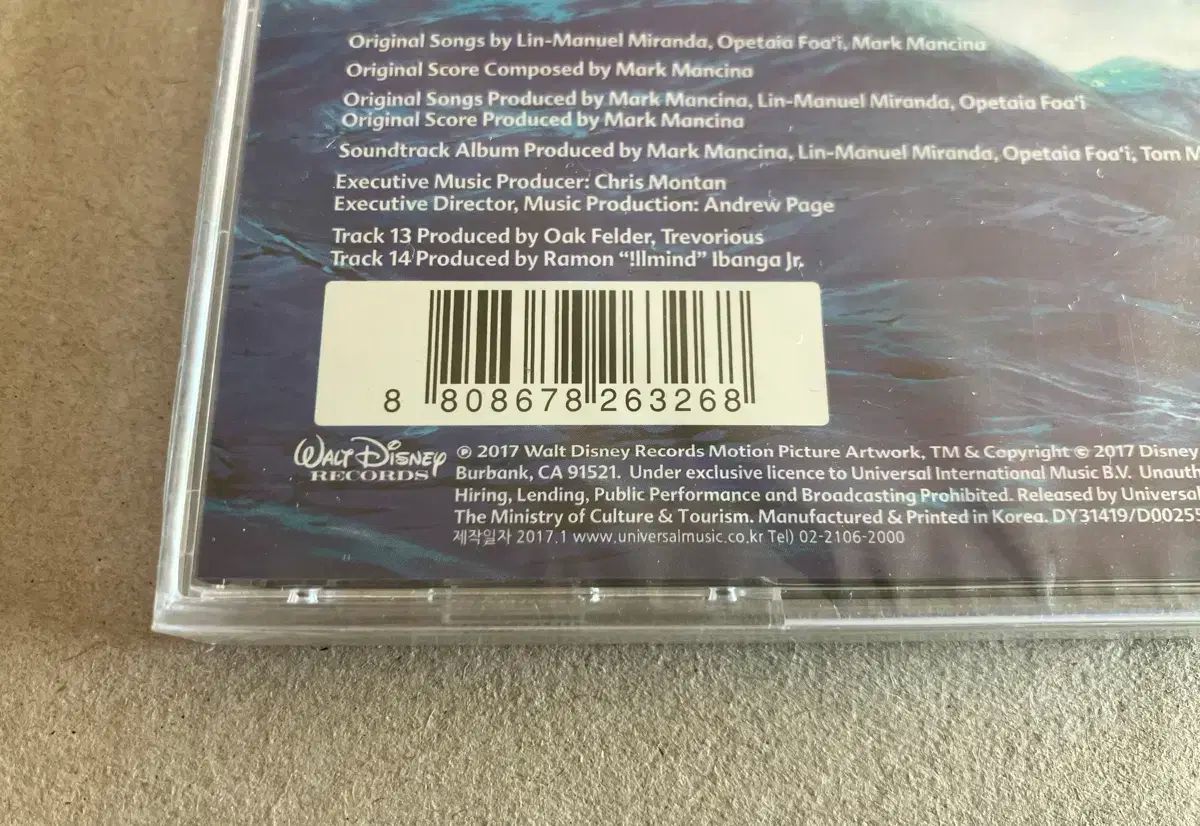 Original Songs by Lin-Manuel Miranda, Opetaia Foa‘i, Mark Mancina
Original Score Composed by Mark Mancina
Original Songs Produced by Mark Mancina, Lin-Manuel Miranda, Opetaia Foa‘i
Original Score Produced by Mark Mancina
Soundtrack Album Produced by Mark Mancina, Lin-Manuel Miranda, Opetaia Foa‘i, Tom M
Executive Music Producer: Chris Montan
Executive Director, Music Production: Andrew Page
Track 13 Produced by Oak Felder, Trevorious
Track 14 Produced by Ramon “!llmind” Ibanga Jr.
8 808678 263268
WALT DISNEY
RECORDS
℗ 2017 Walt Disney Records Motion Picture Artwork, TM & Copyright © 2017 Disney
Burbank, CA 91521. Under exclusive licence to Universal International Music B.V. Unauth
Hiring, Lending, Public Performance and Broadcasting Prohibited. Released by Universal
The Ministry of Culture & Tourism. Manufactured & Printed in Korea. DY31419/D00255
제작일자 2017.1 www.universalmusic.co.kr Tel) 02-2106-2000